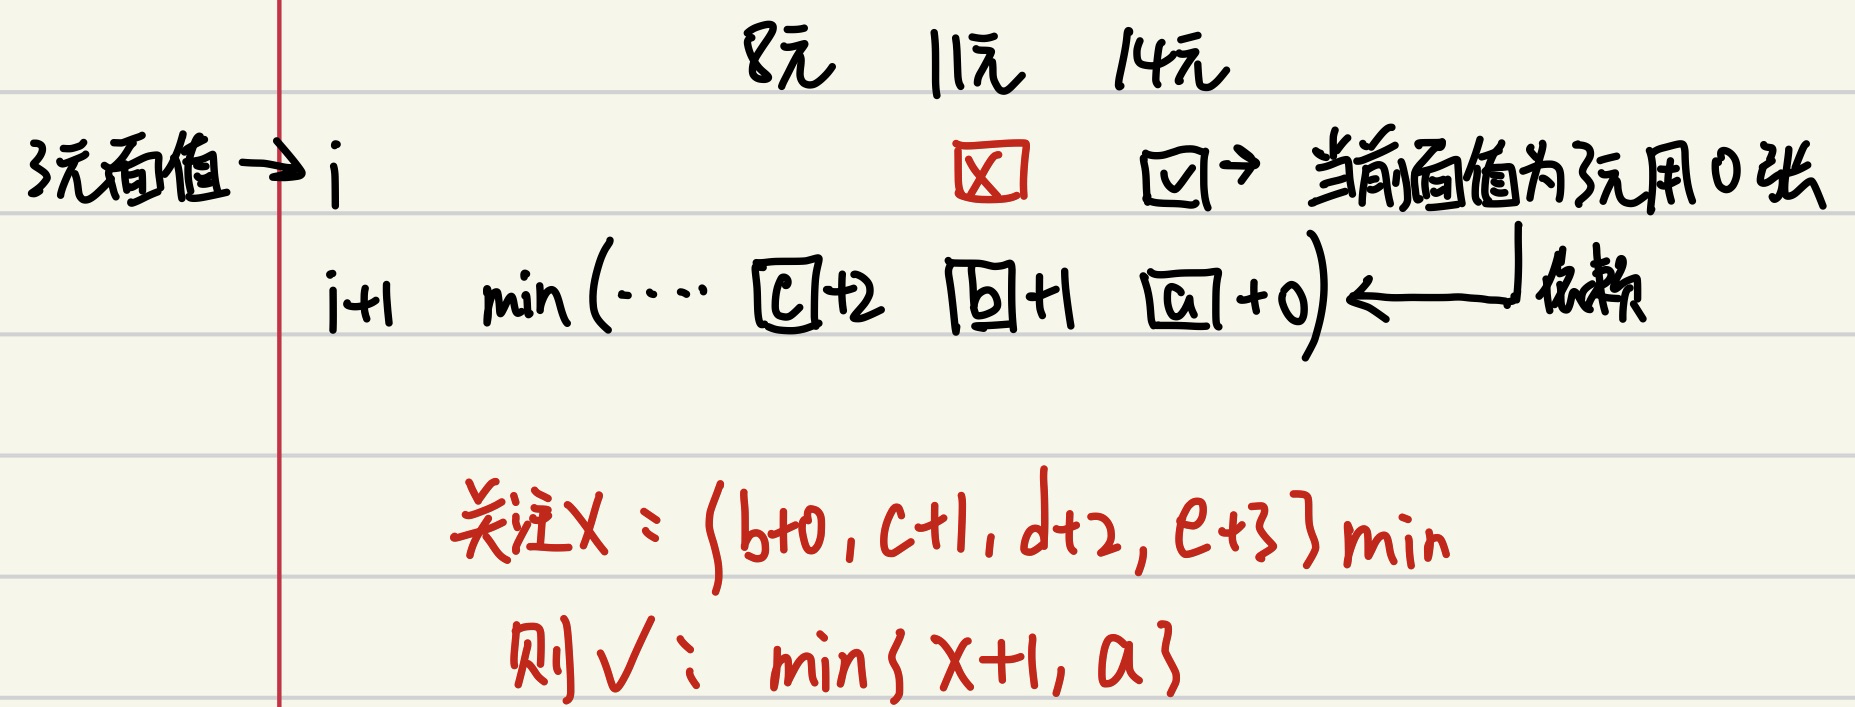 8元 11元 14元
3元面值→ i X ✓→ 当前面值为3元用0张
i+1 min(···· c+2 b+1 a+0) ← 依赖
关注X:{b+0,c+1,d+2,e+3}min
则✓: min{X+1,a}